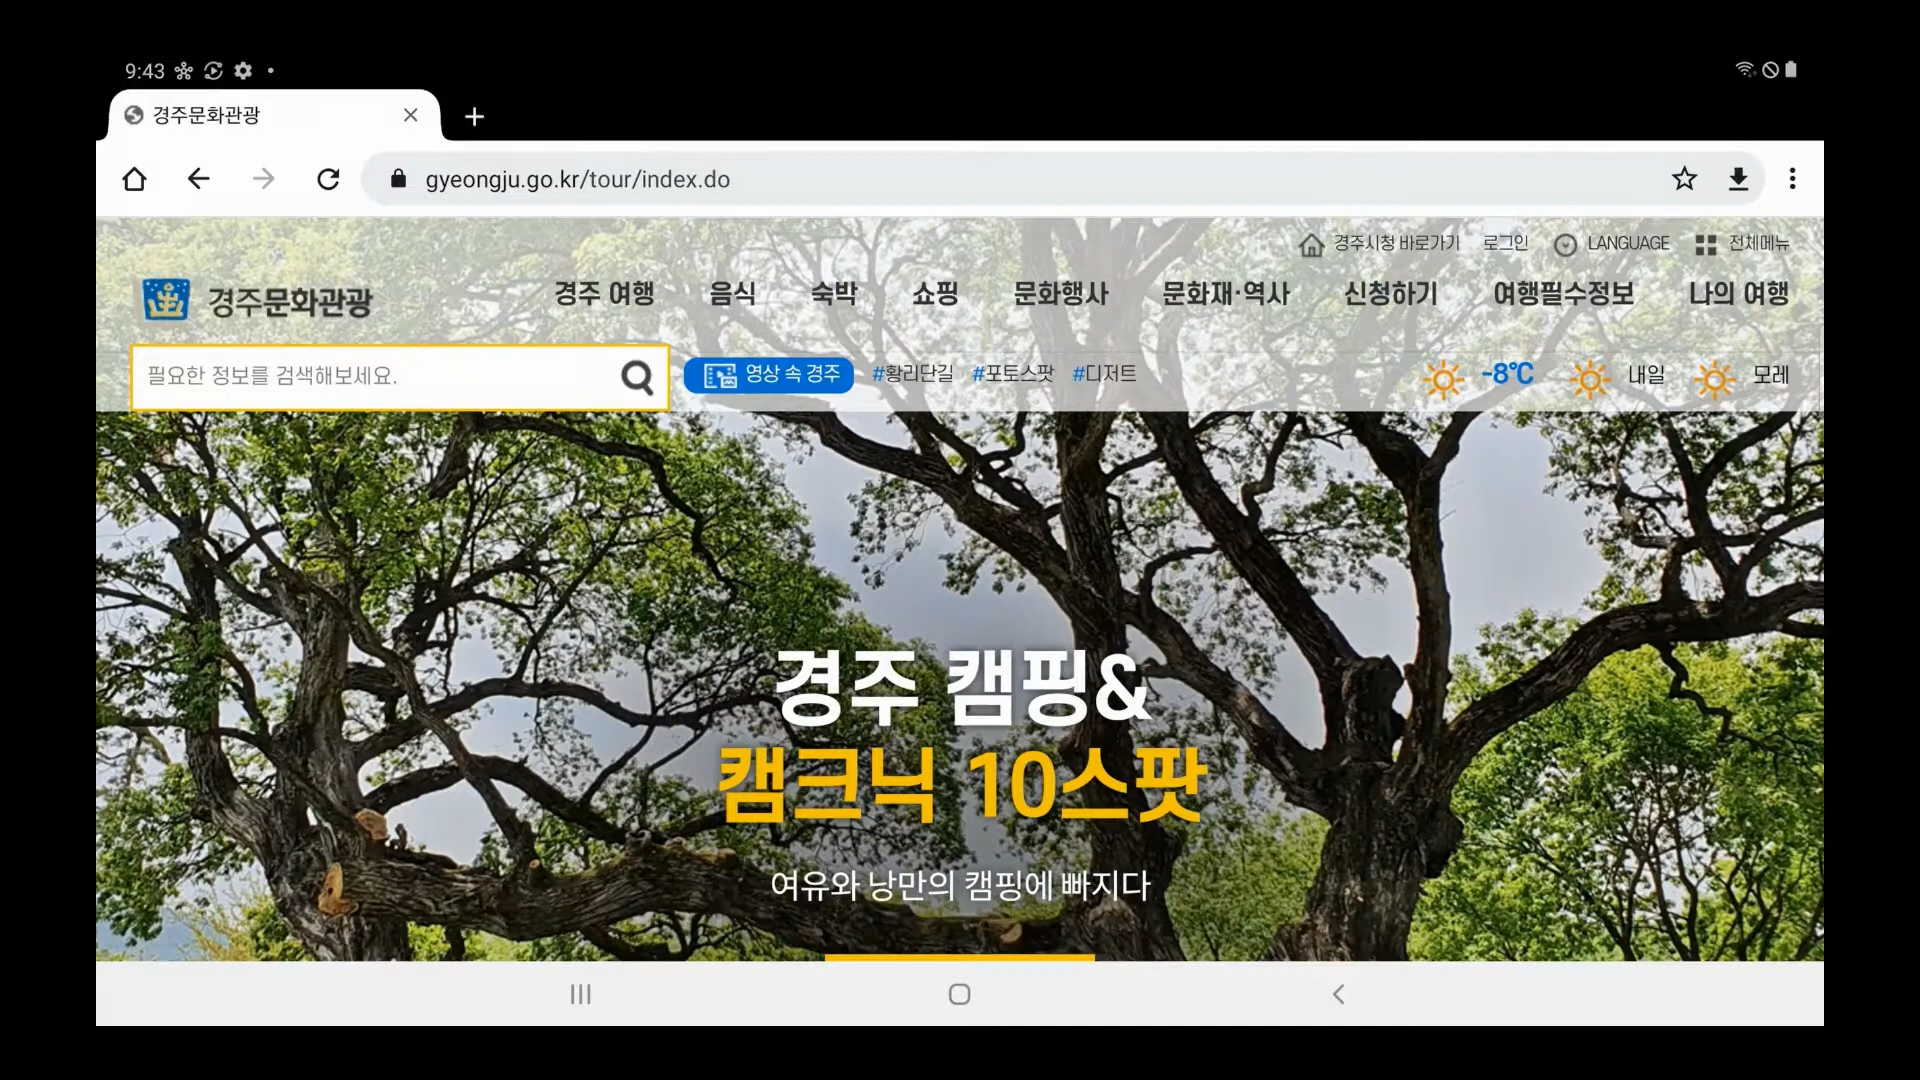 9:43
경주문화관광
gyeongju.go.kr/tour/index.do
경주시청 바로가기 로그인 LANGUAGE 전체메뉴
경주문화관광 경주 여행 음식 숙박 쇼핑 문화행사 문화재·역사 신청하기 여행필수정보 나의 여행
필요한 정보를 검색해보세요. 영상 속 경주 #황리단길 #포토스팟 #디저트 -8℃ 내일 모레
경주 캠핑&
캠크닉 10스팟
여유와 낭만의 캠핑에 빠지다